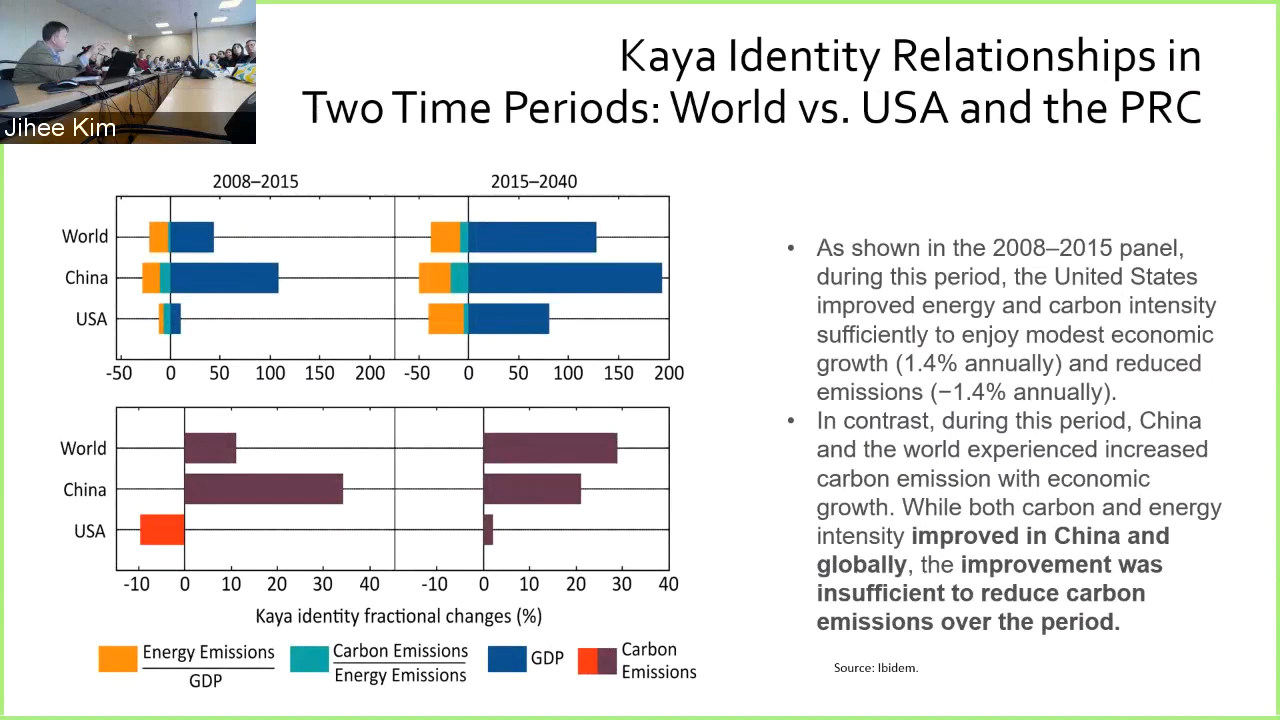 Jihee Kim
Kaya Identity Relationships in
Two Time Periods: World vs. USA and the PRC
2008–2015
2015–2040
World
China
USA
-50 0 50 100 150 200
-50 0 50 100 150 200
World
China
USA
-10 0 10 20 30 40
-10 0 10 20 30 40
Kaya identity fractional changes (%)
Energy Emissions
GDP
Carbon Emissions
Energy Emissions
GDP
Carbon
Emissions
• As shown in the 2008–2015 panel,
during this period, the United States
improved energy and carbon intensity
sufficiently to enjoy modest economic
growth (1.4% annually) and reduced
emissions (−1.4% annually).
• In contrast, during this period, China
and the world experienced increased
carbon emission with economic
growth. While both carbon and energy
intensity improved in China and
globally, the improvement was
insufficient to reduce carbon
emissions over the period.
Source: Ibidem.